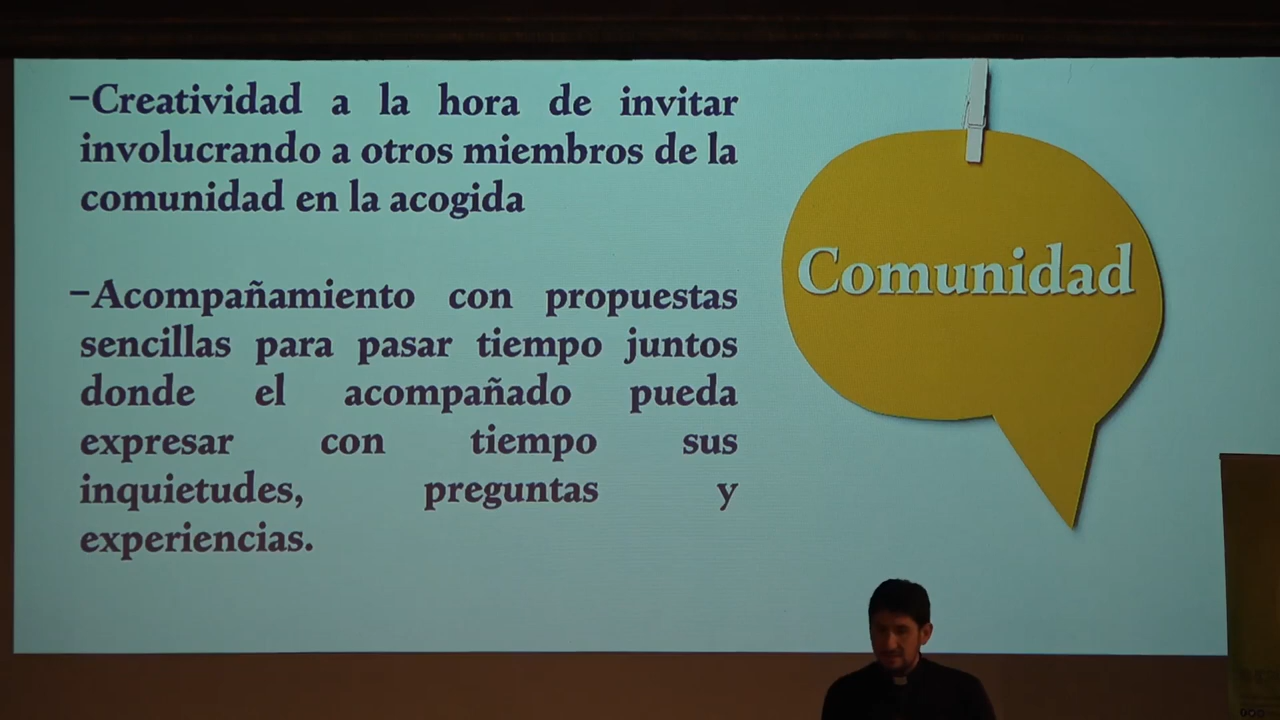 –Creatividad a la hora de invitar
involucrando a otros miembros de la
comunidad en la acogida
–Acompañamiento con propuestas
sencillas para pasar tiempo juntos
donde el acompañado pueda
expresar con tiempo sus
inquietudes, preguntas y
experiencias.
Comunidad